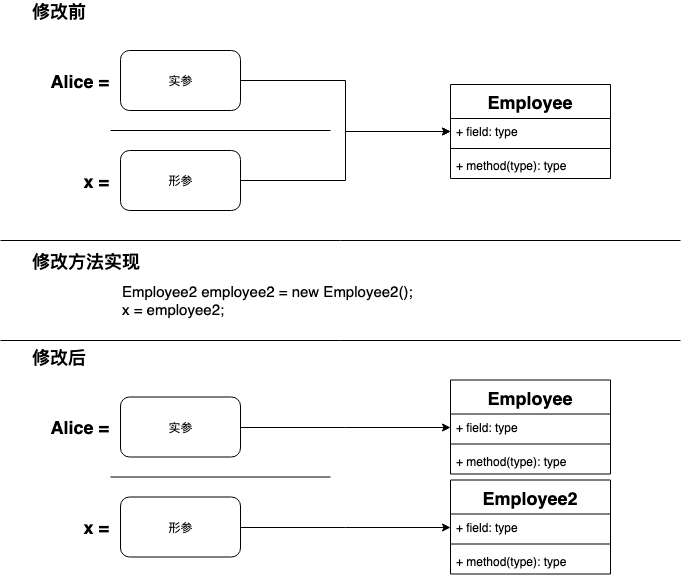 修改前
Alice =
实参
Employee
+ field: type
+ method(type): type
x =
形参
修改方法实现
Employee2 employee2 = new Employee2();
x = employee2;
修改后
Alice =
实参
Employee
+ field: type
+ method(type): type
x =
形参
Employee2
+ field: type
+ method(type): type